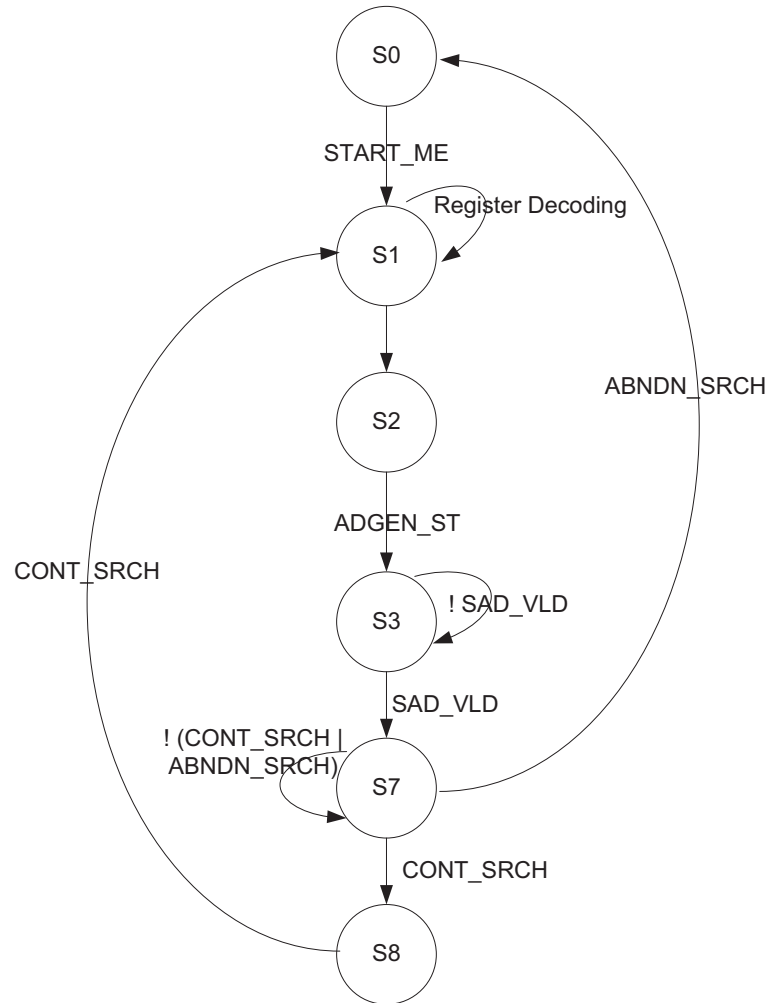 S0
START_ME
Register Decoding
S1
ABNDN_SRCH
S2
ADGEN_ST
CONT_SRCH
! SAD_VLD
S3
SAD_VLD
! (CONT_SRCH |
ABNDN_SRCH)
S7
CONT_SRCH
S8